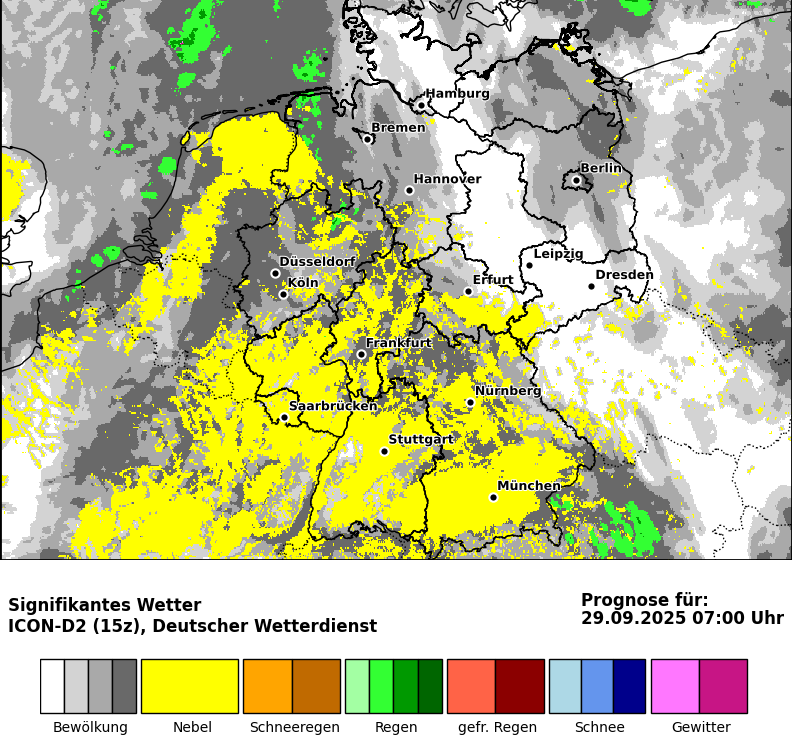 Hamburg
Bremen
Berlin
Hannover
Leipzig
Düsseldorf
Dresden
Köln
Erfurt
Frankfurt
Nürnberg
Saarbrücken
Stuttgart
München
Signifikantes Wetter
ICON-D2 (15z), Deutscher Wetterdienst
Prognose für:
29.09.2025 07:00 Uhr
Bewölkung
Nebel
Schneeregen
Regen
gefr. Regen
Schnee
Gewitter